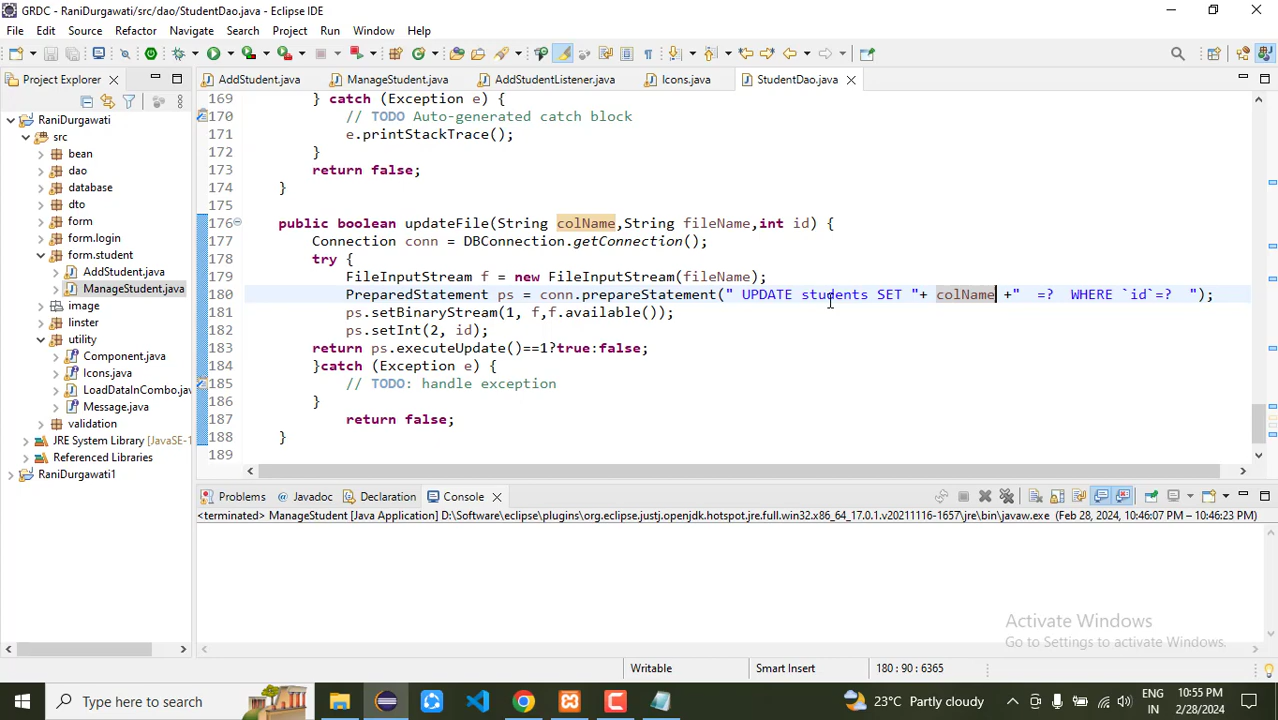 GRDC - RaniDurgawati/src/dao/StudentDao.java - Eclipse IDE
File Edit Source Refactor Navigate Search Project Run Window Help
Project Explorer
AddStudent.java ManageStudent.java AddStudentListener.java Icons.java StudentDao.java
RaniDurgawati
src
bean
dao
database
dto
form
form.login
form.student
AddStudent.java
ManageStudent.java
image
linster
utility
Component.java
Icons.java
LoadDataInCombo.jav
Message.java
validation
JRE System Library [JavaSE-1
Referenced Libraries
RaniDurgawati1
169 } catch (Exception e) {
170 // TODO Auto-generated catch block
171 e.printStackTrace();
172 }
173 return false;
174 }
175
176 public boolean updateFile(String colName,String fileName,int id) {
177 Connection conn = DBConnection.getConnection();
178 try {
179 FileInputStream f = new FileInputStream(fileName);
180 PreparedStatement ps = conn.prepareStatement(" UPDATE students SET "+ colName +" =? WHERE `id`=? ");
181 ps.setBinaryStream(1, f,f.available());
182 ps.setInt(2, id);
183 return ps.executeUpdate()==1?true:false;
184 }catch (Exception e) {
185 // TODO: handle exception
186 }
187 return false;
188 }
189
Problems Javadoc Declaration Console
<terminated> ManageStudent [Java Application] D:\Software\eclipse\plugins\org.eclipse.justj.openjdk.hotspot.jre.full.win32.x86_64_17.0.1.v20211116-1657\jre\bin\javaw.exe (Feb 28, 2024, 10:46:07 PM – 10:46:23 PM)
Activate Windows
Go to Settings to activate Windows.
Writable Smart Insert 180 : 90 : 6365
Type here to search
23°C Partly cloudy
ENG
IN
10:55 PM
2/28/2024